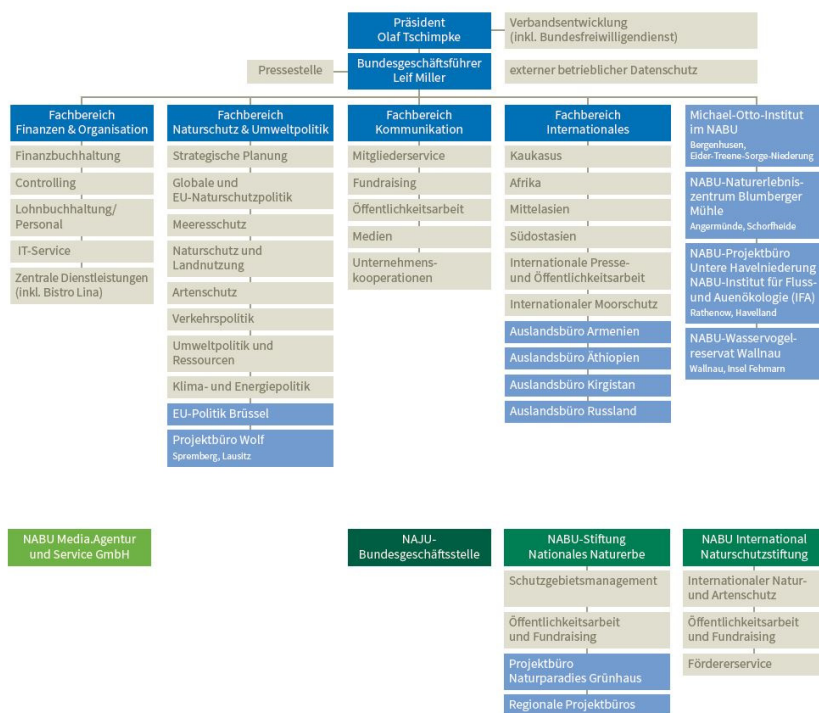 Präsident
Olaf Tschimpke
Verbandsentwicklung
(inkl. Bundesfreiwilligendienst)
Pressestelle
Bundesgeschäftsführer
Leif Miller
externer betrieblicher Datenschutz
Fachbereich
Finanzen & Organisation
Finanzbuchhaltung
Controlling
Lohnbuchhaltung/
Personal
IT-Service
Zentrale Dienstleistungen
(inkl. Bistro Lina)
Fachbereich
Naturschutz & Umweltpolitik
Strategische Planung
Globale und
EU-Naturschutzpolitik
Meeresschutz
Naturschutz und
Landnutzung
Artenschutz
Verkehrspolitik
Umweltpolitik und
Ressourcen
Klima- und Energiepolitik
EU-Politik Brüssel
Projektbüro Wolf
Spremberg, Lausitz
Fachbereich
Kommunikation
Mitgliederservice
Fundraising
Öffentlichkeitsarbeit
Medien
Unternehmens-
kooperationen
Fachbereich
Internationales
Kaukasus
Afrika
Mittelasien
Südostasien
Internationale Presse-
und Öffentlichkeitsarbeit
Internationaler Moorschutz
Auslandsbüro Armenien
Auslandsbüro Äthiopien
Auslandsbüro Kirgistan
Auslandsbüro Russland
Michael-Otto-Institut
im NABU
Bergenhusen,
Eider-Treene-Sorge-Niederung
NABU-Naturerlebnis-
zentrum Blumberger
Mühle
Angermünde, Schorfheide
NABU-Projektbüro
Untere Havelniederung
NABU-Institut für Fluss-
und Auenökologie (IFA)
Rathenow, Havelland
NABU-Wasservogel-
reservat Wallnau
Wallnau, Insel Fehmarn
NABU Media.Agentur
und Service GmbH
NAJU-
Bundesgeschäftsstelle
NABU-Stiftung
Nationales Naturerbe
Schutzgebietsmanagement
Öffentlichkeitsarbeit
und Fundraising
Projektbüro
Naturparadies Grünhaus
Regionale Projektbüros
NABU International
Naturschutzstiftung
Internationaler Natur-
und Artenschutz
Öffentlichkeitsarbeit
und Fundraising
Fördererservice